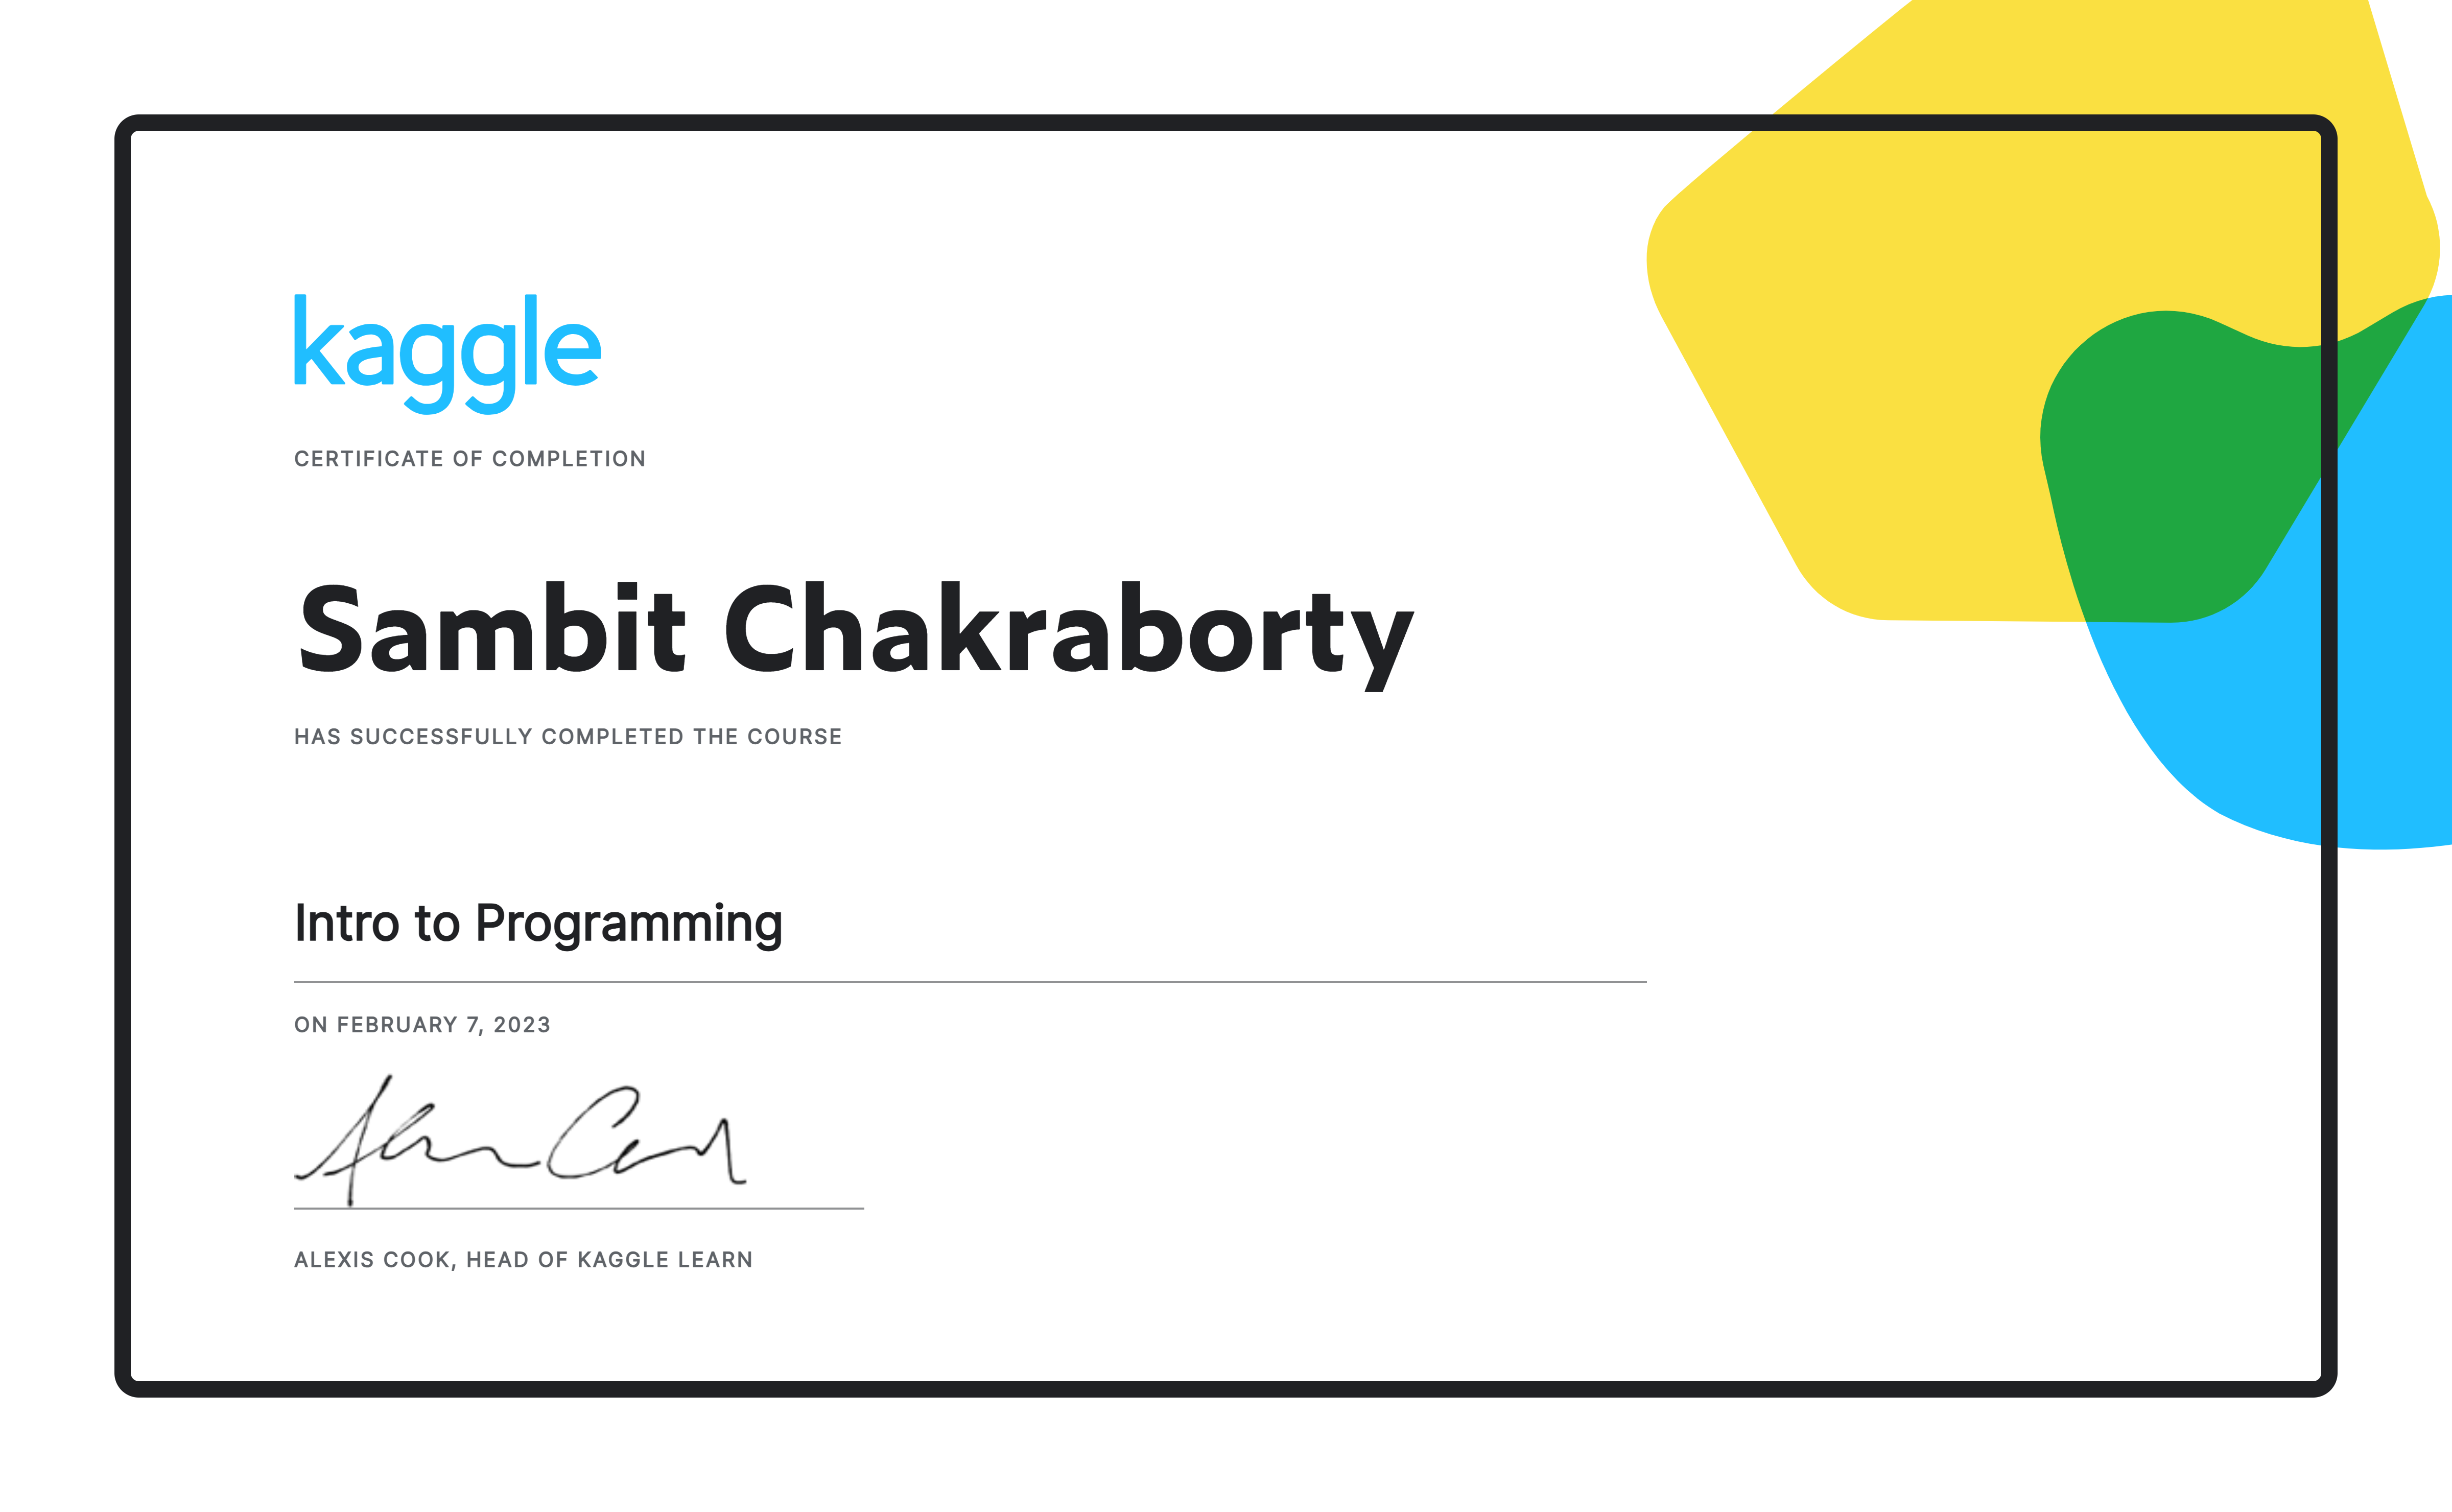 kaggle
CERTIFICATE OF COMPLETION
Sambit Chakraborty
HAS SUCCESSFULLY COMPLETED THE COURSE
Intro to Programming
ON FEBRUARY 7, 2023
ALEXIS COOK, HEAD OF KAGGLE LEARN